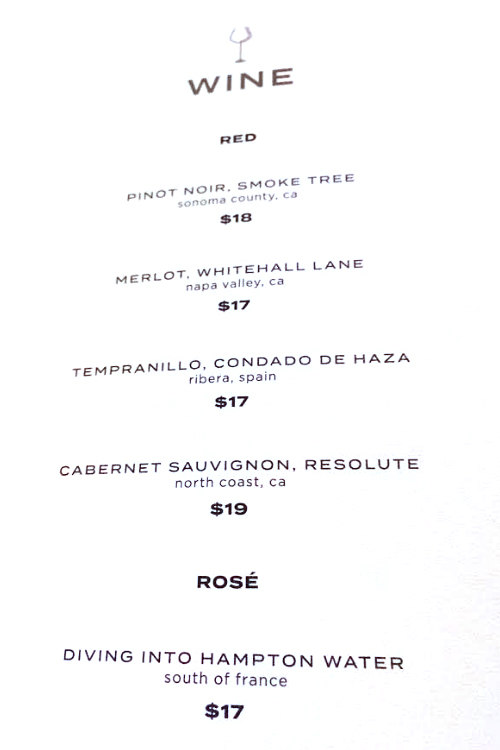 WINE
RED
PINOT NOIR, SMOKE TREE
sonoma county, ca
$18
MERLOT, WHITEHALL LANE
napa valley, ca
$17
TEMPRANILLO, CONDADO DE HAZA
ribera, spain
$17
CABERNET SAUVIGNON, RESOLUTE
north coast, ca
$19
ROSÉ
DIVING INTO HAMPTON WATER
south of france
$17